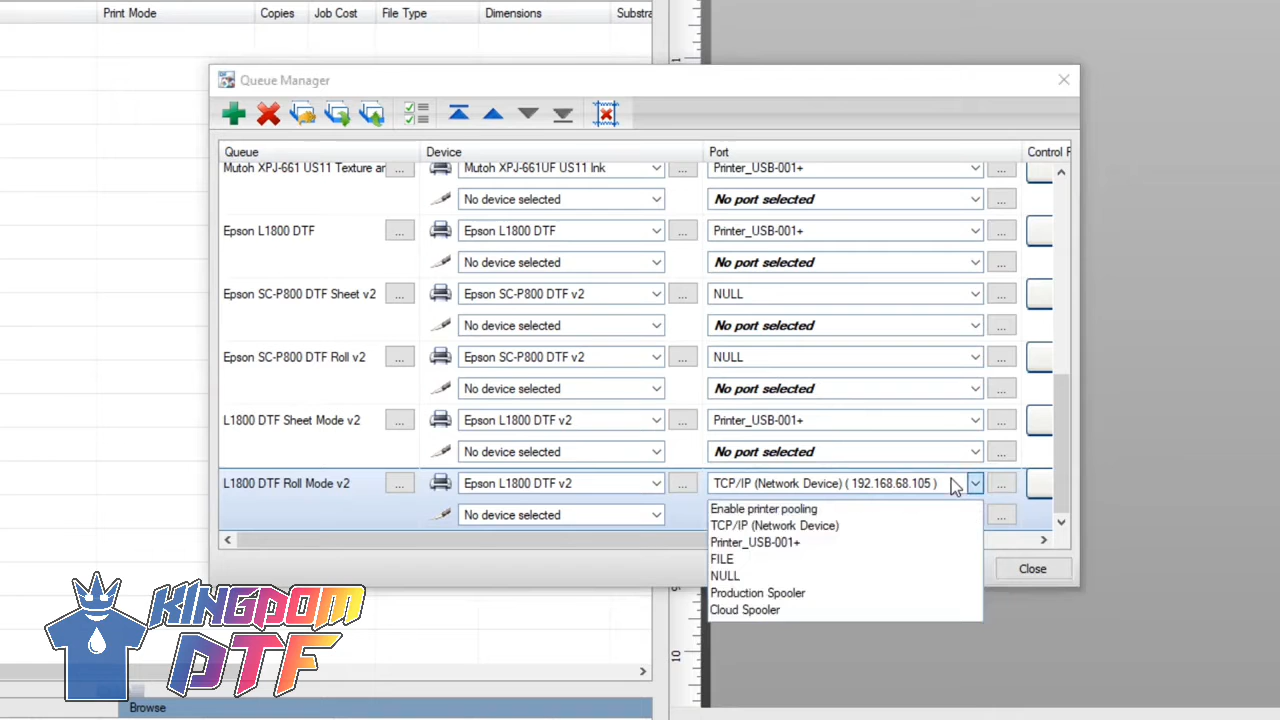 Print Mode Copies Job Cost File Type Dimensions Substra
Queue Manager
Queue Device Port Control F
Mutoh XPJ-661 US11 Texture ar ... Mutoh XPJ-661UF US11 Ink ... Printer_USB-001+ ...
No device selected No port selected ...
Epson L1800 DTF ... Epson L1800 DTF ... Printer_USB-001+ ...
No device selected No port selected ...
Epson SC-P800 DTF Sheet v2 ... Epson SC-P800 DTF v2 ... NULL ...
No device selected No port selected ...
Epson SC-P800 DTF Roll v2 ... Epson SC-P800 DTF v2 ... NULL ...
No device selected No port selected ...
L1800 DTF Sheet Mode v2 ... Epson L1800 DTF v2 ... Printer_USB-001+ ...
No device selected No port selected ...
L1800 DTF Roll Mode v2 ... Epson L1800 DTF v2 ... TCP/IP (Network Device) ( 192.168.68.105 ) ...
No device selected ...
Enable printer pooling
TCP/IP (Network Device)
Printer_USB-001+
FILE
NULL
Production Spooler
Cloud Spooler
Close
10
KINGDOM
DTF
Browse